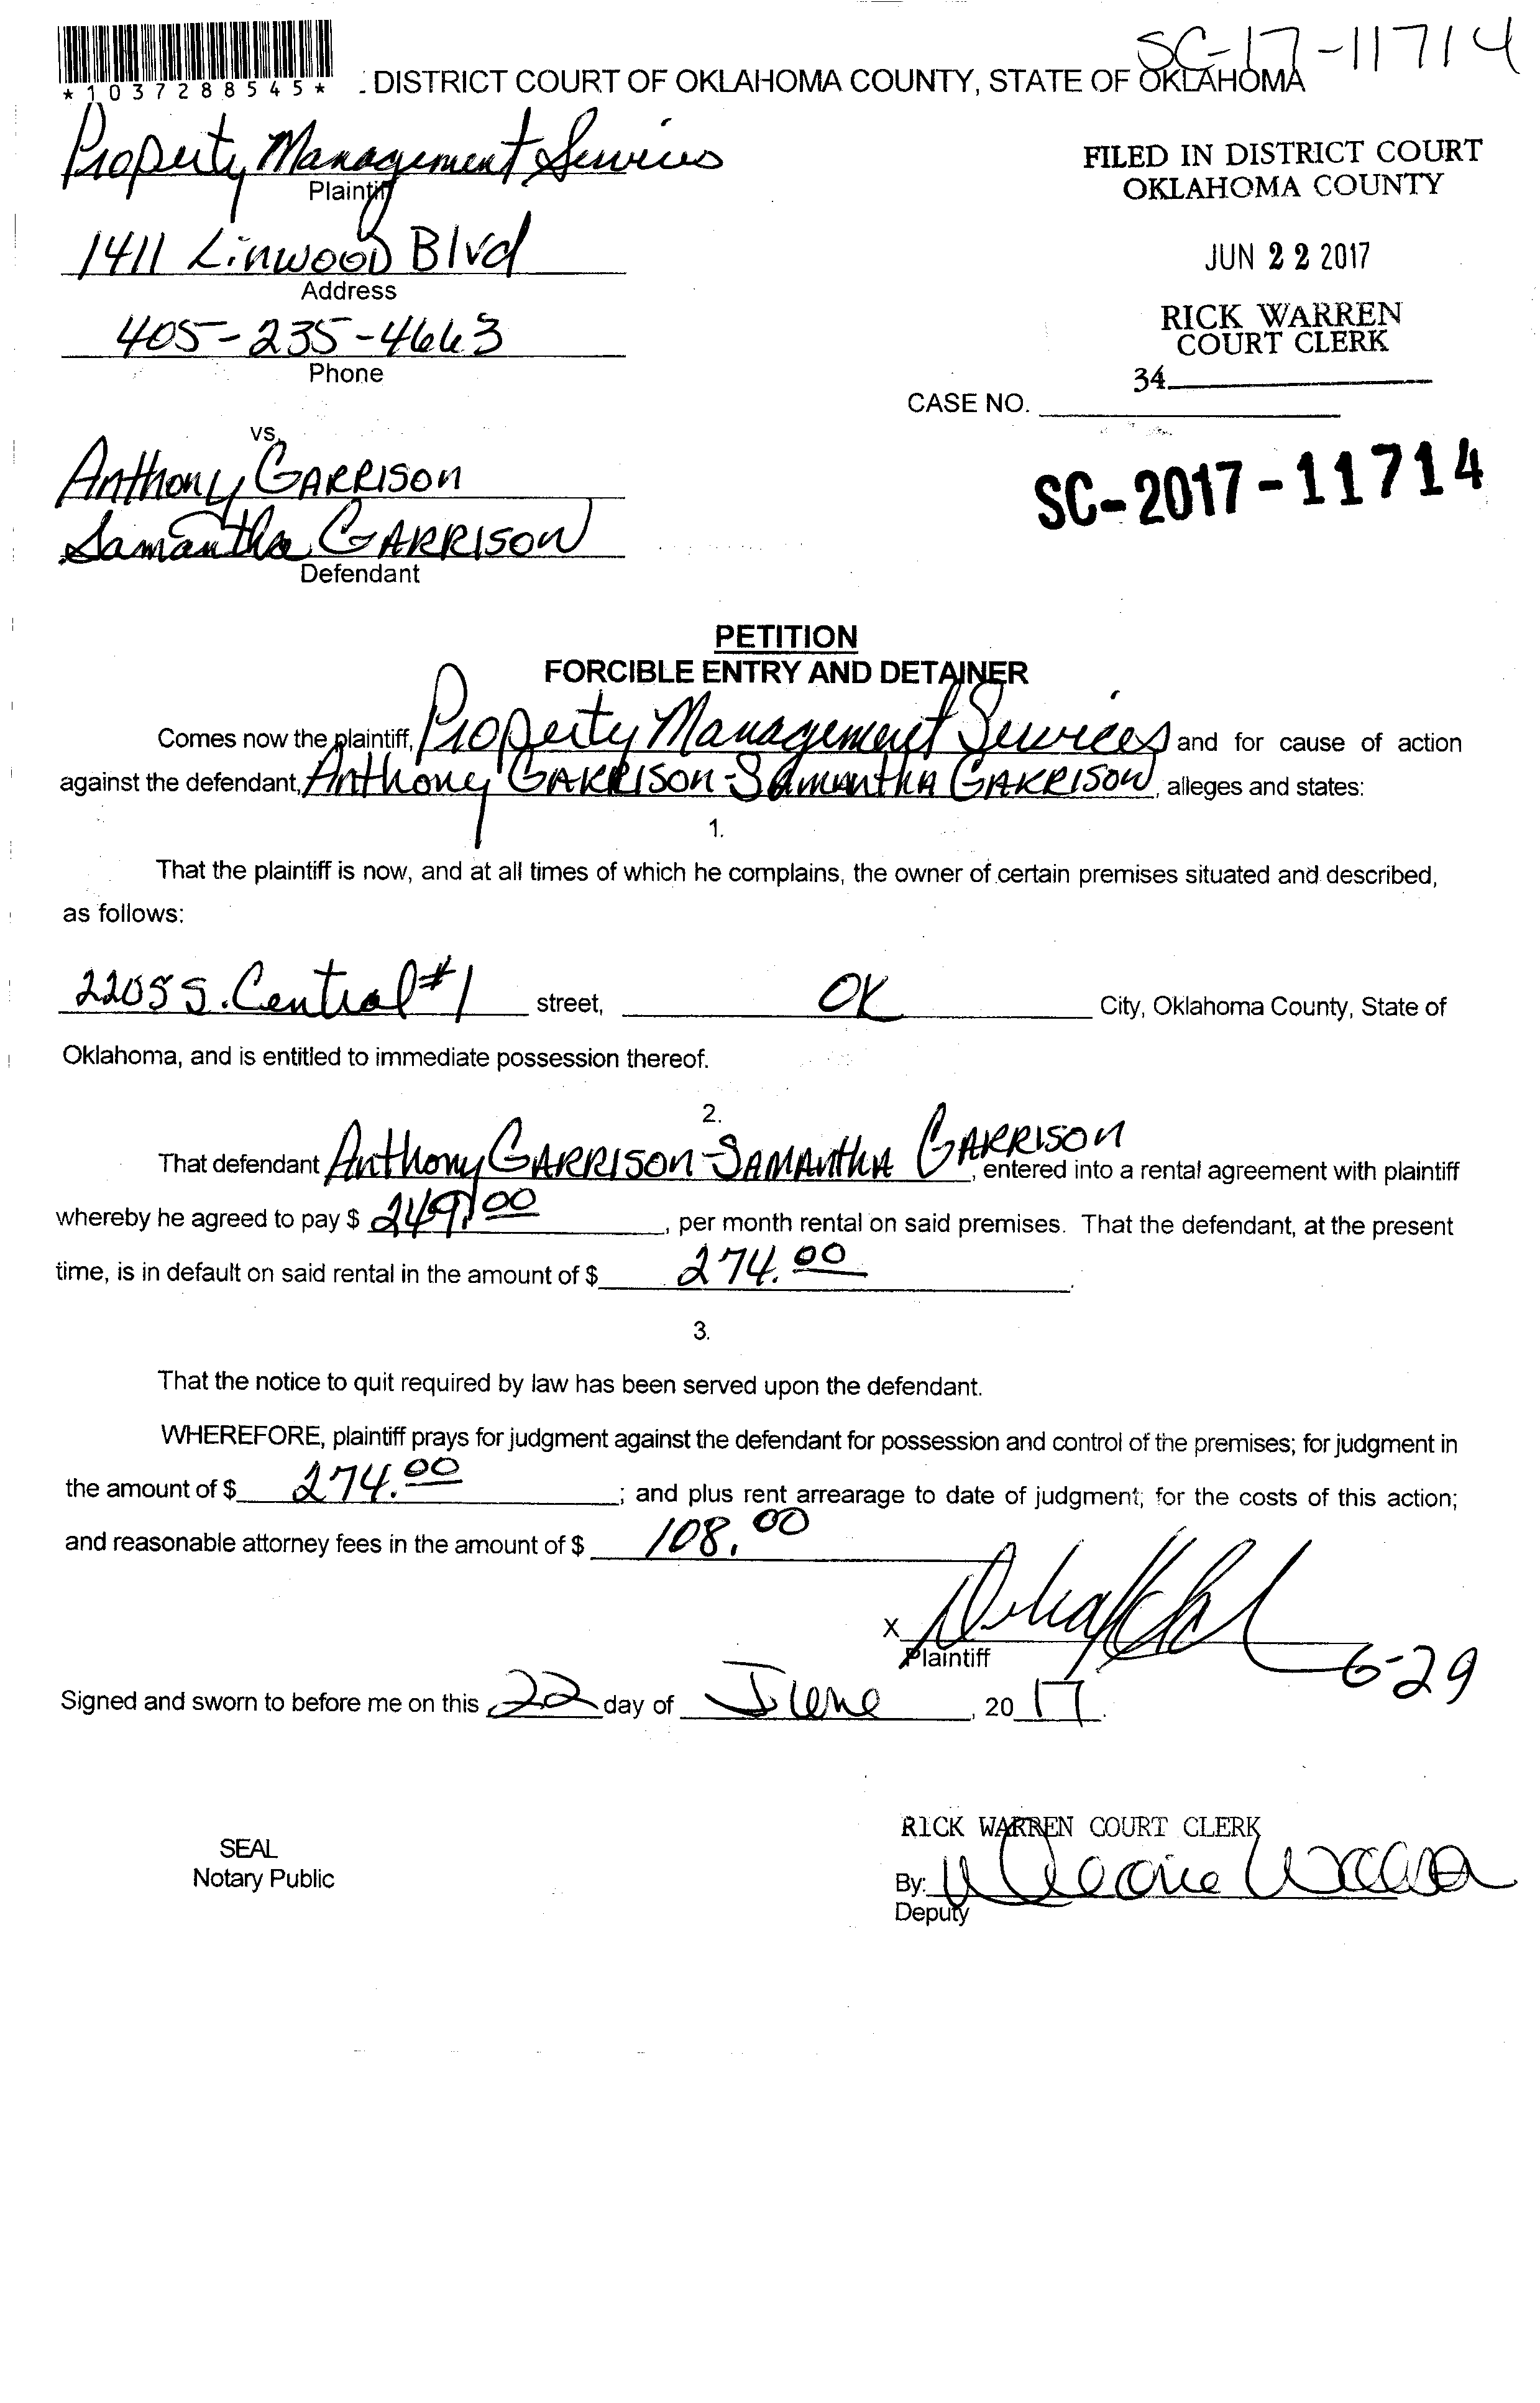 SC-17-11714
*1037288545*
. DISTRICT COURT OF OKLAHOMA COUNTY, STATE OF OKLAHOMA
Property Management Services
Plaintiff
1411 Linwood Blvd
Address
405-235-4663
Phone
FILED IN DISTRICT COURT
OKLAHOMA COUNTY
JUN 22 2017
RICK WARREN
COURT CLERK
34
CASE NO.
SC-2017-11714
vs.
Anthony GARRISON
Samantha GARRISON
Defendant
PETITION
FORCIBLE ENTRY AND DETAINER
Comes now the plaintiff, Property Management Services and for cause of action
against the defendant, Anthony GARRISON-SAMANthA GARRISON, alleges and states:
1.
That the plaintiff is now, and at all times of which he complains, the owner of certain premises situated and described,
as follows:
2205 S. Central #1 street, OK City, Oklahoma County, State of
Oklahoma, and is entitled to immediate possession thereof.
2.
That defendant Anthony GARRISON-SAMANthA GARRISON, entered into a rental agreement with plaintiff
whereby he agreed to pay $ 249.00, per month rental on said premises. That the defendant, at the present
time, is in default on said rental in the amount of $ 274.00.
3.
That the notice to quit required by law has been served upon the defendant.
WHEREFORE, plaintiff prays for judgment against the defendant for possession and control of the premises; for judgment in
the amount of $ 274.00; and plus rent arrearage to date of judgment; for the costs of this action;
and reasonable attorney fees in the amount of $ 108.00
X
Plaintiff
6-29
Signed and sworn to before me on this 22 day of June, 2017.
SEAL
Notary Public
RICK WARREN COURT CLERK
By:
Deputy